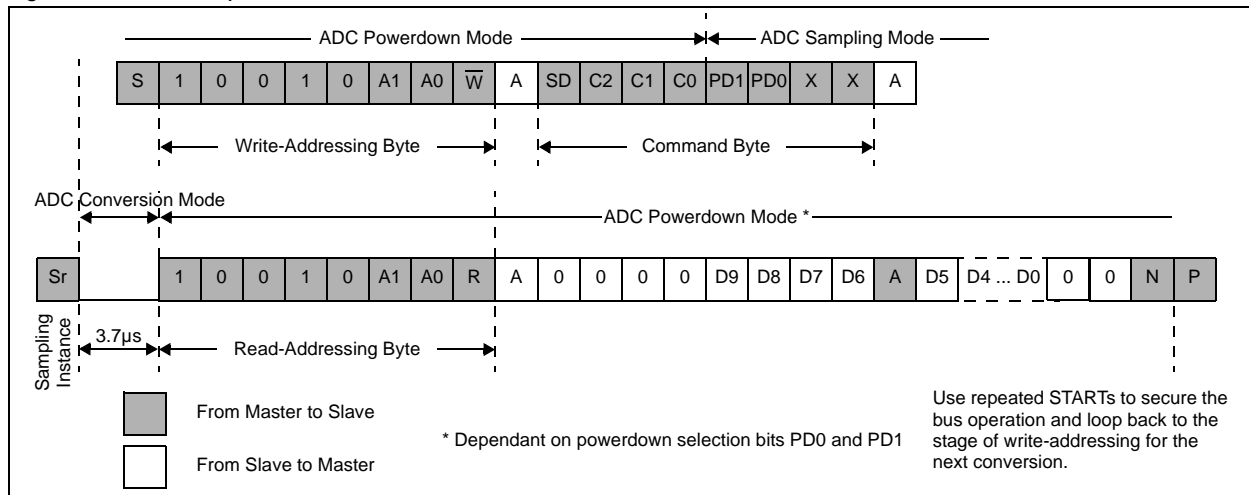 ADC Powerdown Mode ADC Sampling Mode
S 1 0 0 1 0 A1 A0 W̅ A SD C2 C1 C0 PD1 PD0 X X A
Write-Addressing Byte Command Byte
ADC Conversion Mode
ADC Powerdown Mode *
Sr 1 0 0 1 0 A1 A0 R A 0 0 0 0 D9 D8 D7 D6 A D5 D4 ... D0 0 0 N P
Sampling
Instance
3.7µs
Read-Addressing Byte
From Master to Slave
From Slave to Master
* Dependant on powerdown selection bits PD0 and PD1
Use repeated STARTs to secure the
bus operation and loop back to the
stage of write-addressing for the
next conversion.